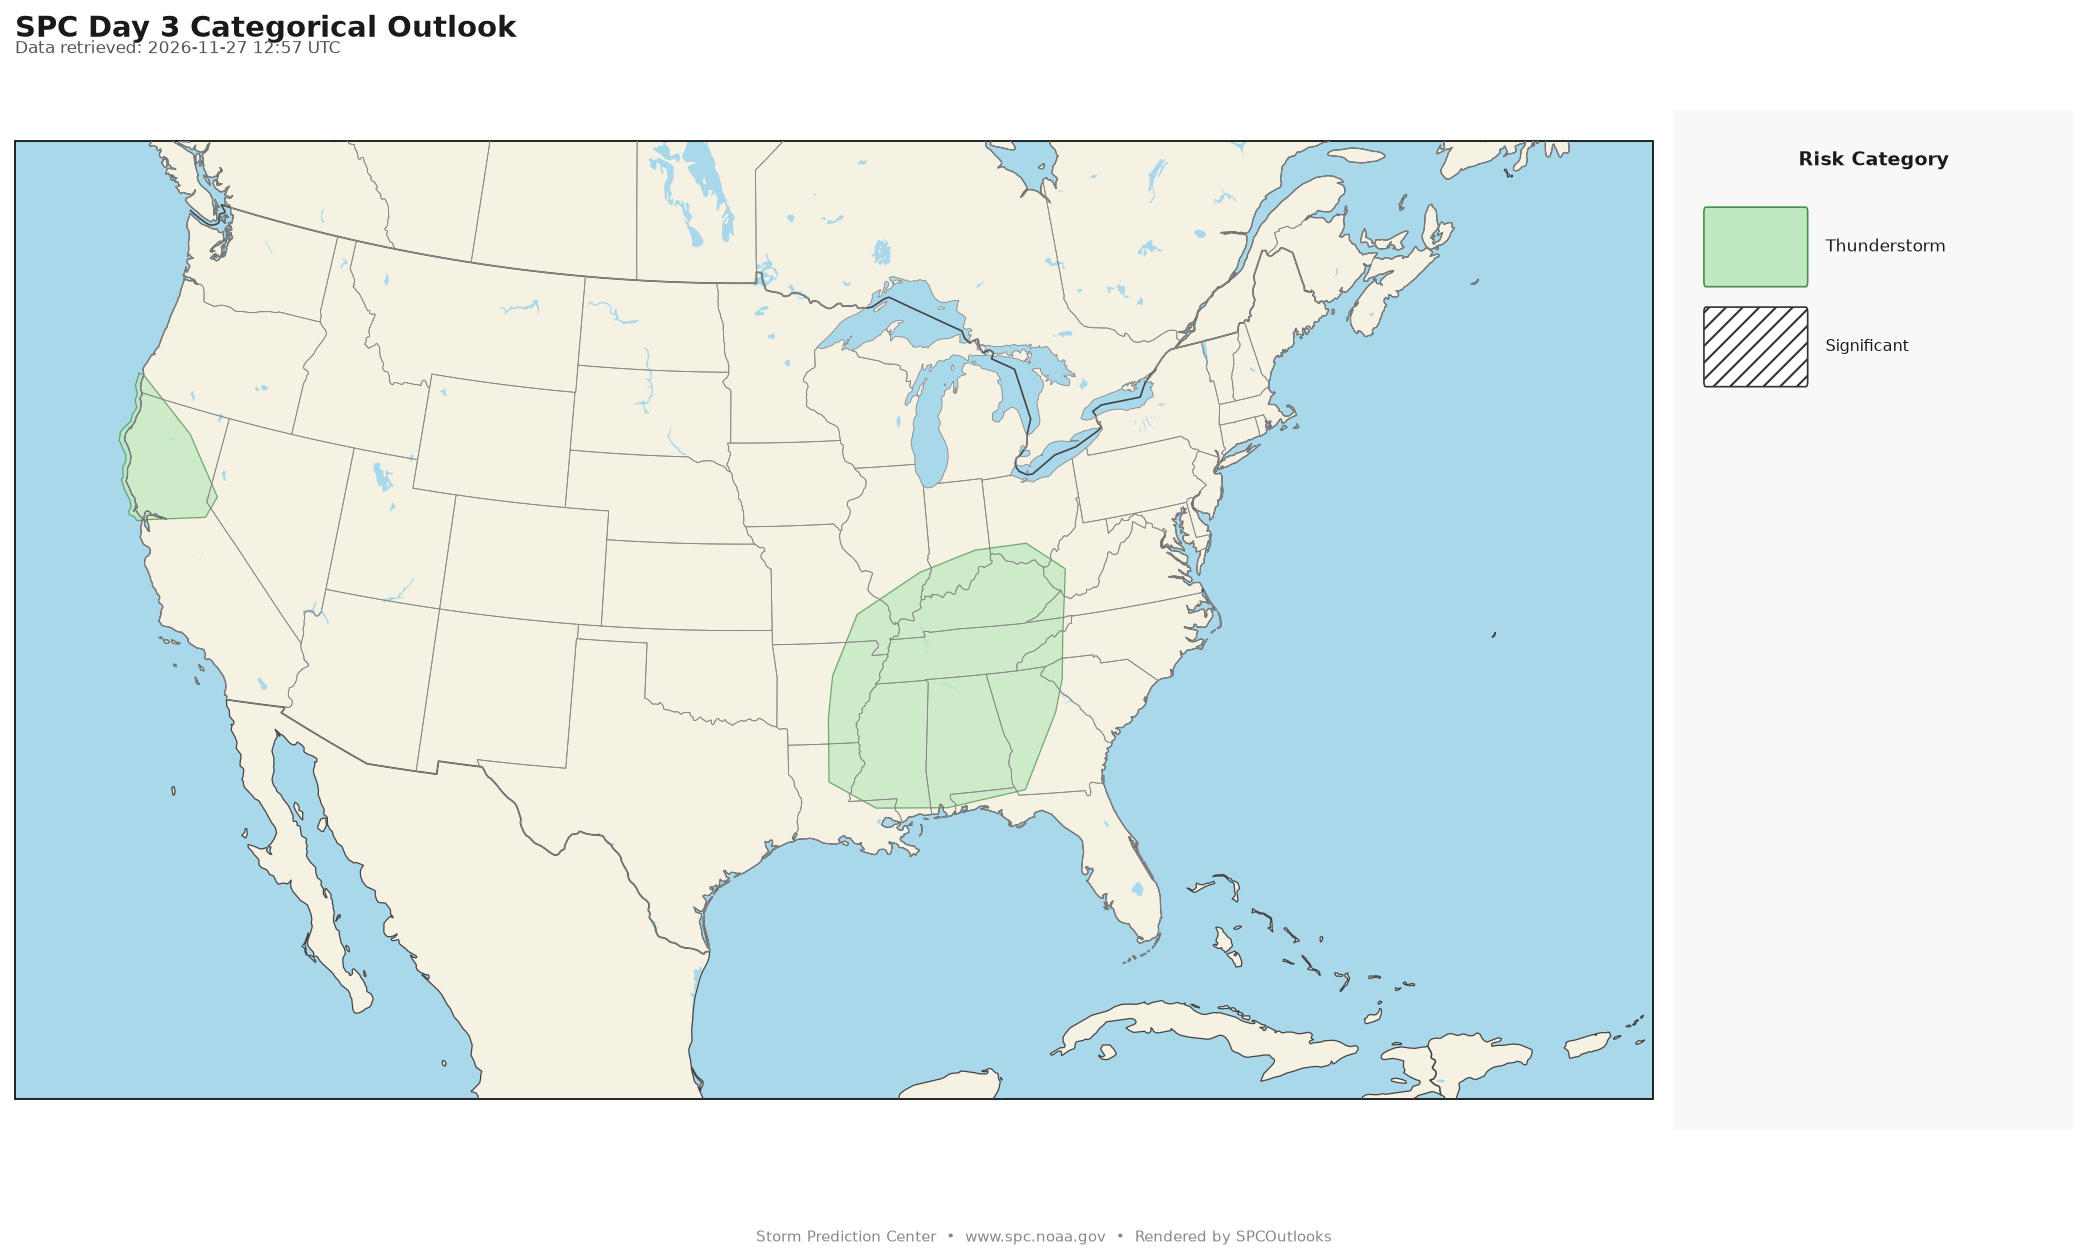 SPC Day 3 Categorical Outlook
Data retrieved: 2026-11-27 12:57 UTC
Risk Category
Thunderstorm
Significant
Storm Prediction Center • www.spc.noaa.gov • Rendered by SPCOutlooks